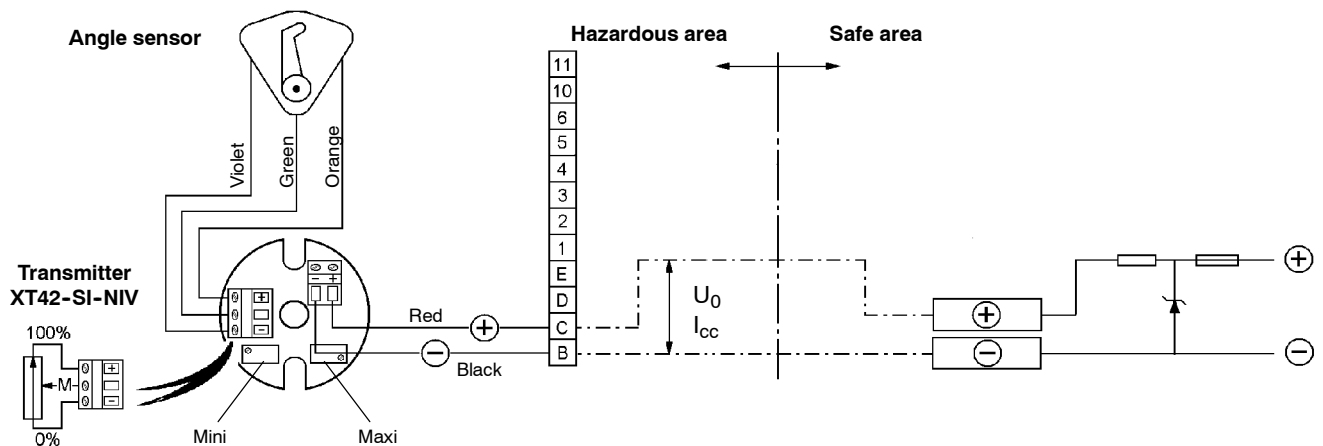 Angle sensor
Hazardous area
Safe area
11
10
6
5
4
3
2
1
E
D
C
B
Violet
Green
Orange
Transmitter
XT42-SI-NIV
100%
M
0%
+
-
- +
+
-
Mini
Maxi
Red
+
-
Black
U0
Icc
+
-
+
-